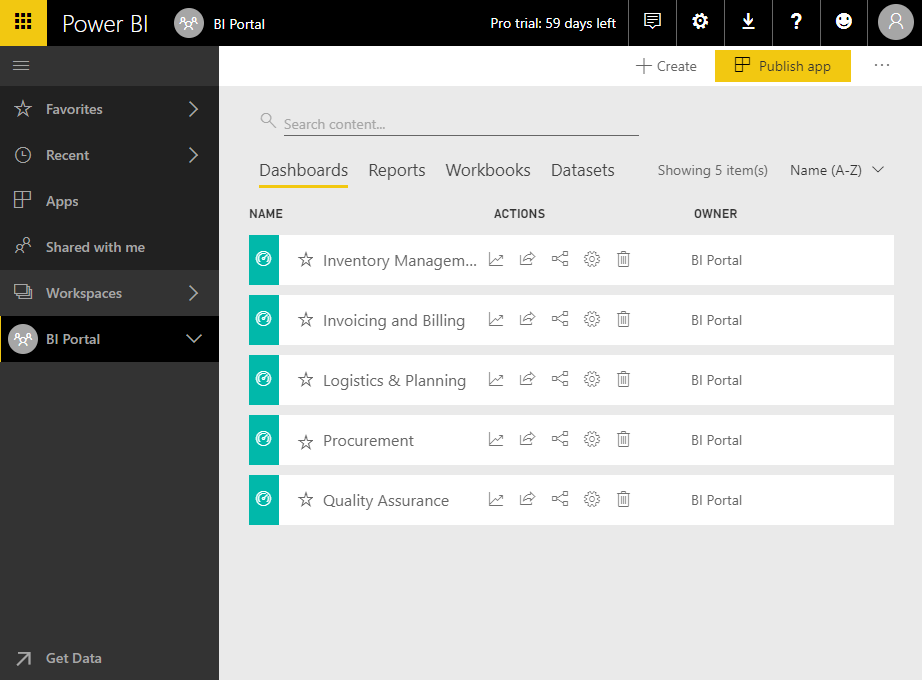 Power BI
BI Portal
Pro trial: 59 days left
?
Create
Publish app
...
Favorites
Recent
Apps
Shared with me
Workspaces
BI Portal
Get Data
Search content...
Dashboards Reports Workbooks Datasets
Showing 5 item(s)
Name (A-Z)
NAME ACTIONS OWNER
Inventory Managem... BI Portal
Invoicing and Billing BI Portal
Logistics & Planning BI Portal
Procurement BI Portal
Quality Assurance BI Portal